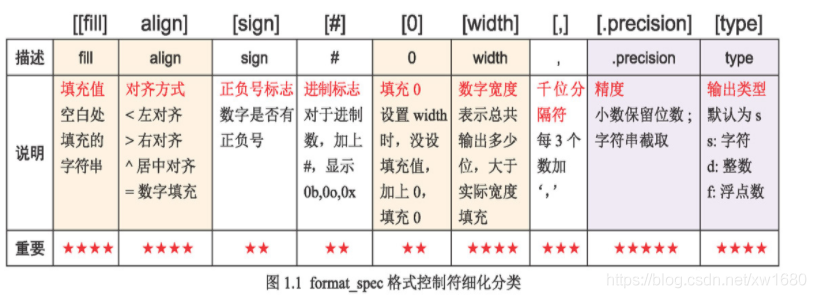 [[fill] align] [sign] [#] [0] [width] [,] [.precision] [type]
描述 fill align sign # 0 width , .precision type
说明
填充值
空白处
填充的
字符串
对齐方式
< 左对齐
> 右对齐
^ 居中对齐
= 数字填充
正负号标志
数字是否有
正负号
进制标志
对于进制
数，加上
#，显示
0b,0o,0x
填充 0
设置 width
时，没设
填充值，
加上 0，
填充 0
数字宽度
表示总共
输出多少
位，大于
实际宽度
填充
千位分
隔符
每 3 个
数加
‘，’
精度
小数保留位数；
字符串截取
输出类型
默认为 s
s: 字符
d: 整数
f: 浮点数
重要 ★★★★ ★★★★ ★★ ★★ ★★ ★★★★ ★★★ ★★★★★ ★★★★
图 1.1 format_spec 格式控制符细化分类
https://blog.csdn.net/xw1680